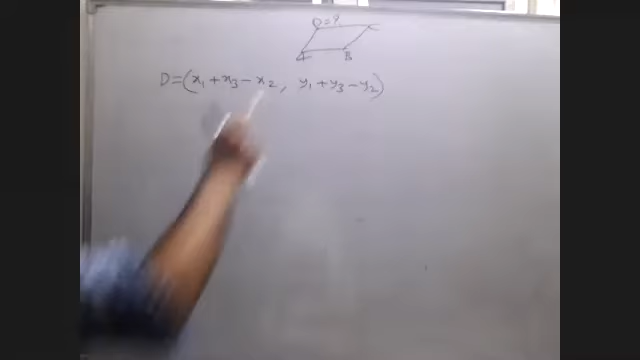 D=?
C
A
B
D=(x₁+x₃-x₂, y₁+y₃-y₂)